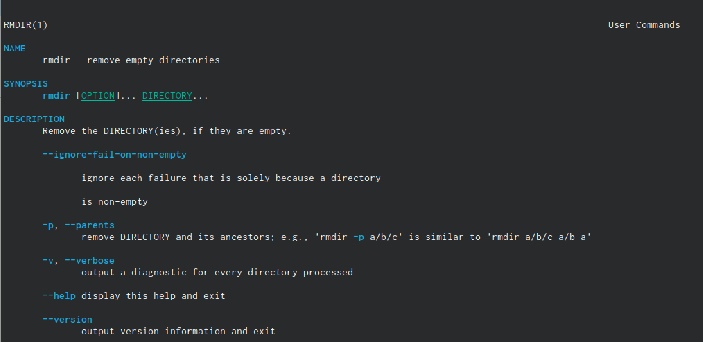 RMDIR(1) User Commands
NAME
rmdir - remove empty directories
SYNOPSIS
rmdir [OPTION]... DIRECTORY...
DESCRIPTION
Remove the DIRECTORY(ies), if they are empty.
--ignore-fail-on-non-empty
ignore each failure that is solely because a directory
is non-empty
-p, --parents
remove DIRECTORY and its ancestors; e.g., 'rmdir -p a/b/c' is similar to 'rmdir a/b/c a/b a'
-v, --verbose
output a diagnostic for every directory processed
--help display this help and exit
--version
output version information and exit